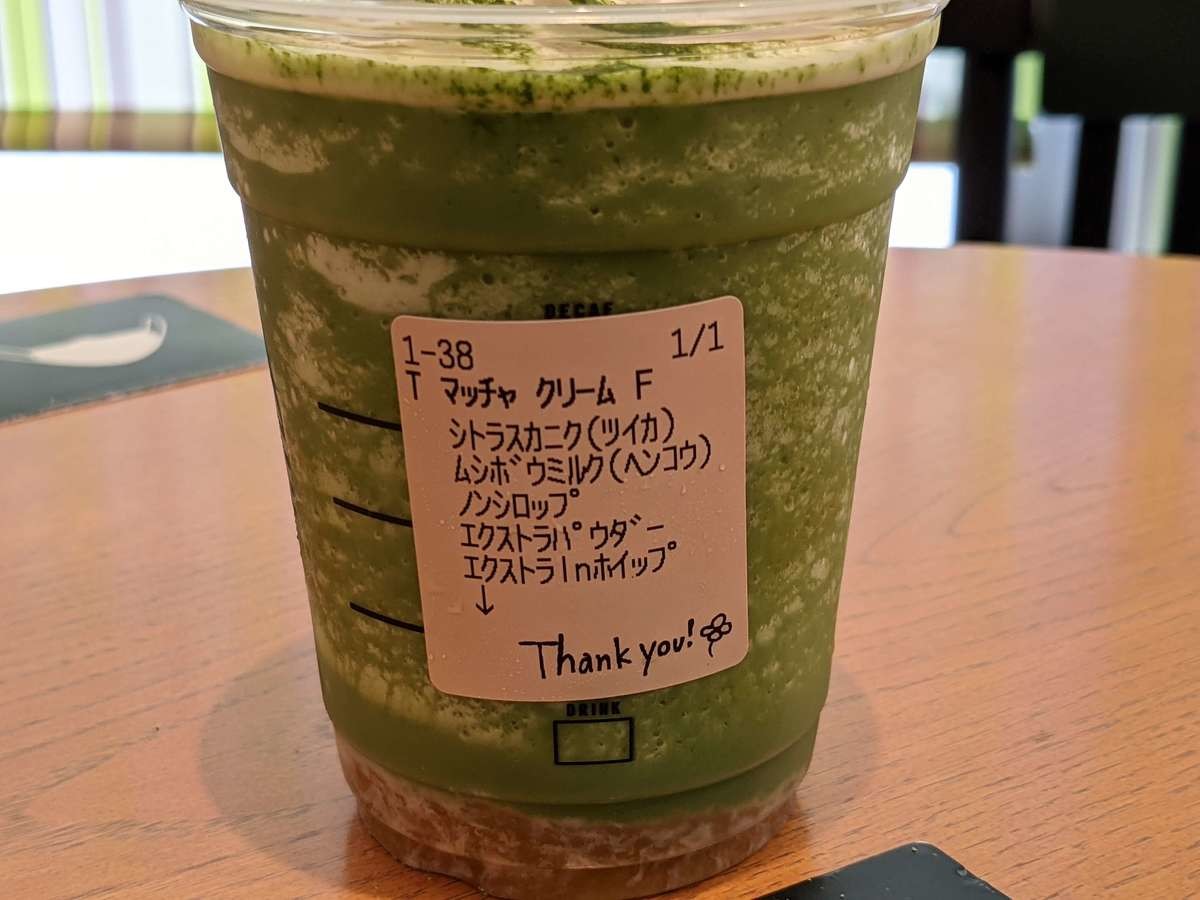 DECAF
1-38 1/1
T マッチャ クリーム F
シトラスカニク(ツイカ)
ムシボウミルク(ヘンコウ)
ノンシロップ
エクストラパウダー
エクストラInホイップ
↓
Thank you!
DRINK